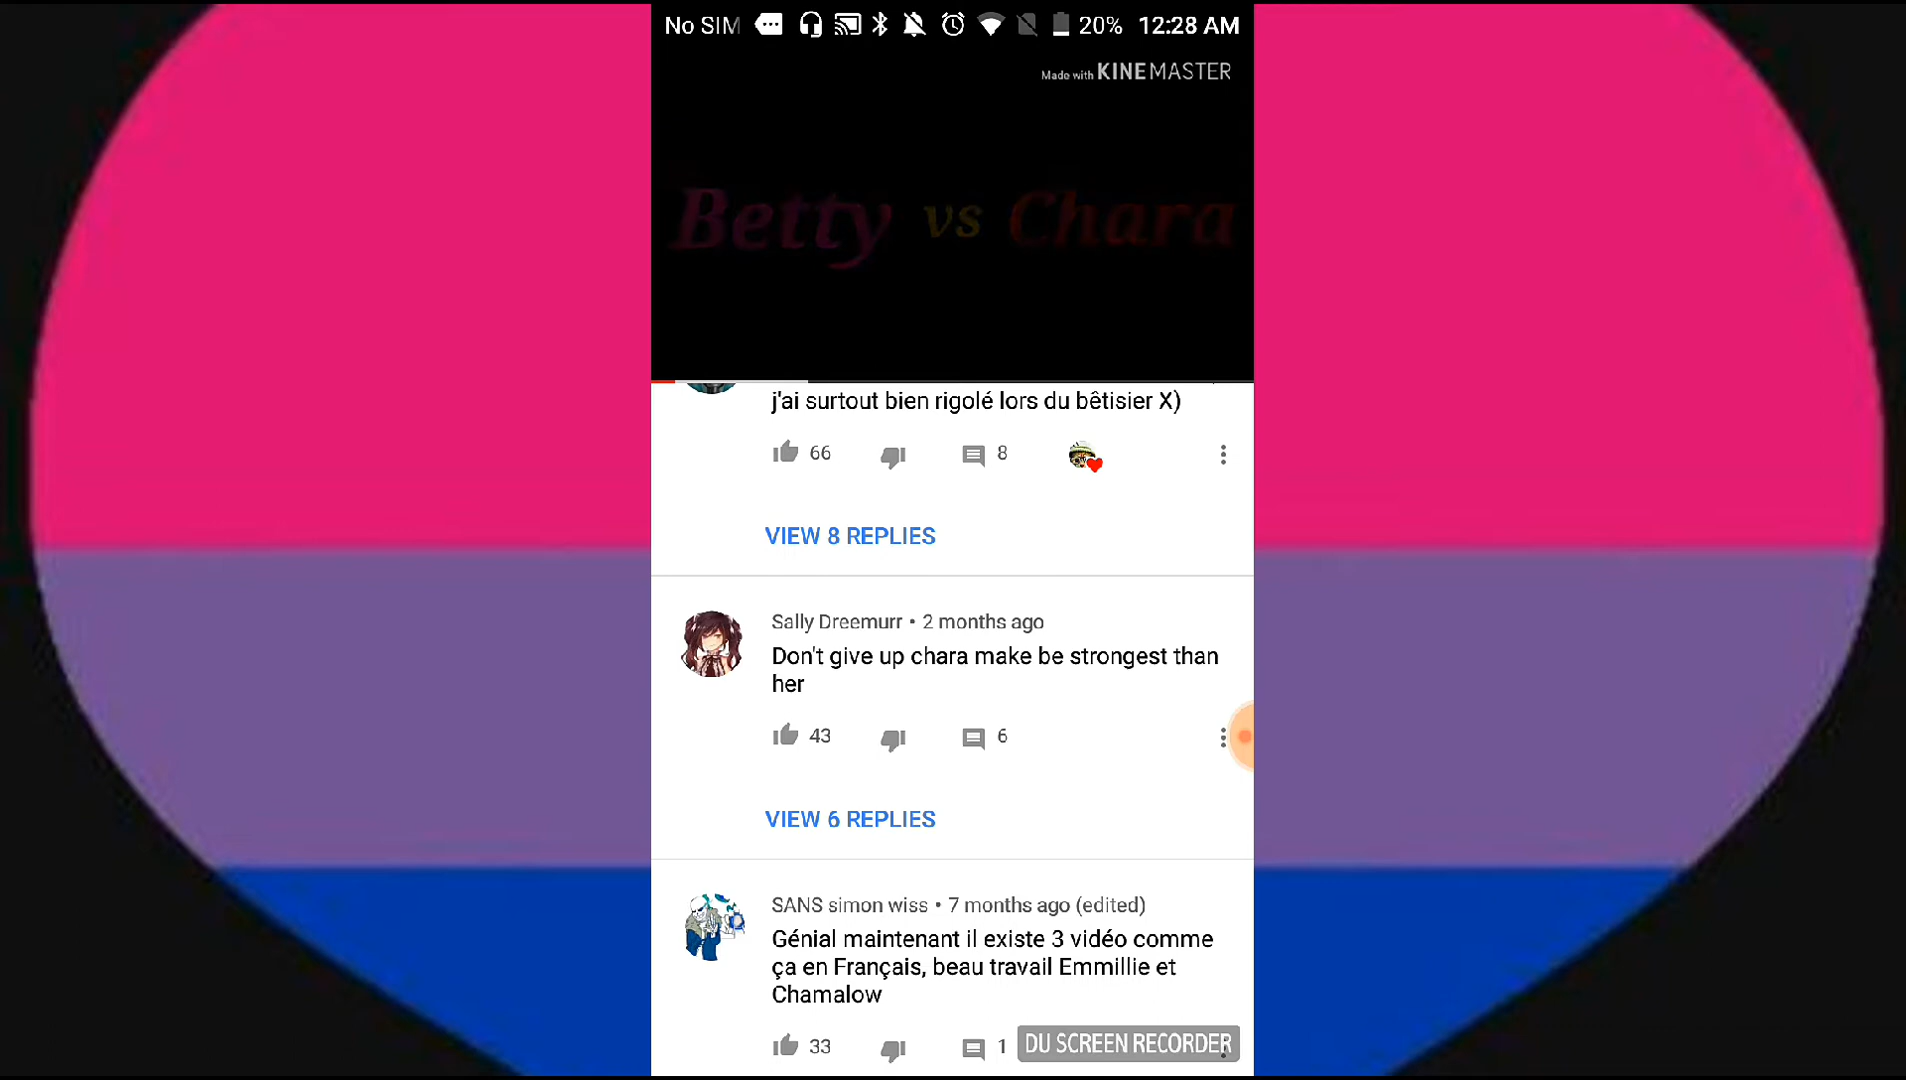 No SIM 20% 12:28 AM
Made with KINEMASTER
Betty vs Chara
j'ai surtout bien rigolé lors du bêtisier X)
66 8
VIEW 8 REPLIES
Sally Dreemurr • 2 months ago
Don't give up chara make be strongest than
her
43 6
VIEW 6 REPLIES
SANS simon wiss • 7 months ago (edited)
Génial maintenant il existe 3 vidéo comme
ça en Français, beau travail Emmillie et
Chamalow
33 1
DU SCREEN RECORDER